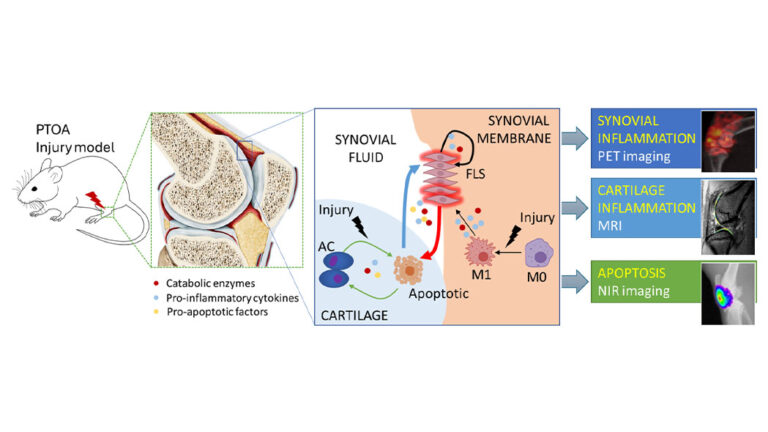 PTOA
Injury model
Catabolic enzymes
Pro-inflammatory cytokines
Pro-apoptotic factors
SYNOVIAL
FLUID
SYNOVIAL
MEMBRANE
FLS
Injury
AC
Apoptotic
CARTILAGE
Injury
M1
M0
SYNOVIAL
INFLAMMATION
PET imaging
CARTILAGE
INFLAMMATION
MRI
APOPTOSIS
NIR imaging